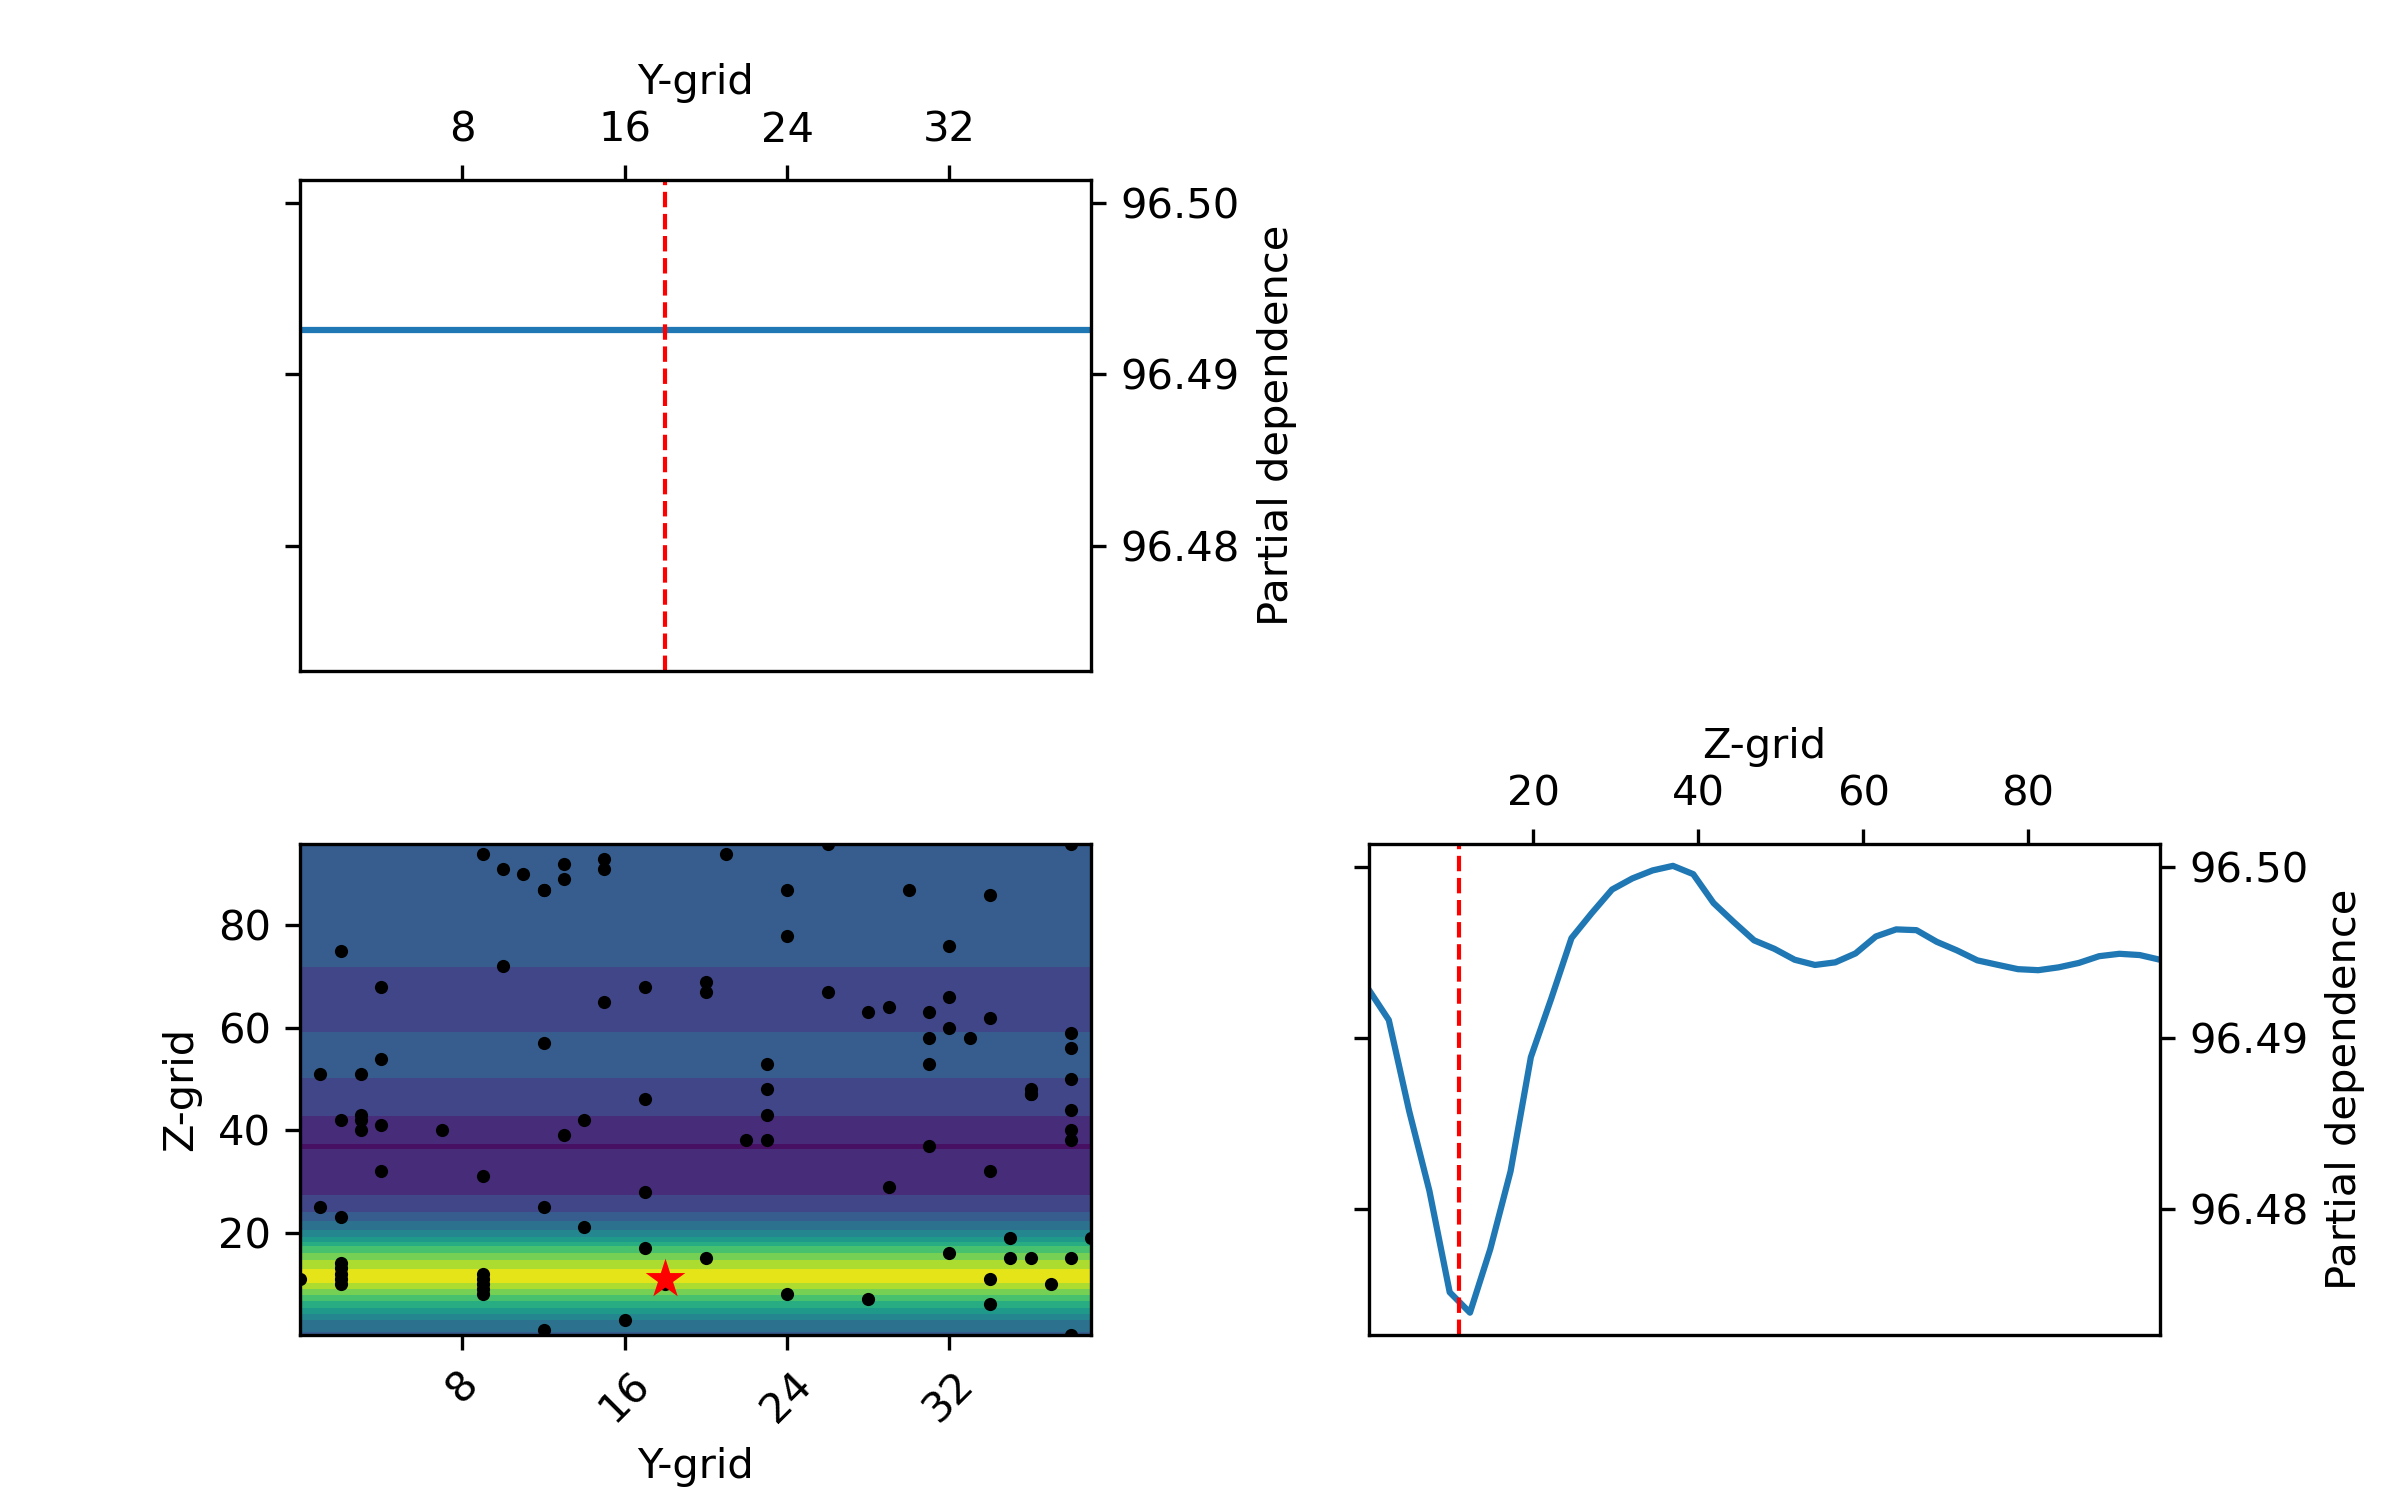 Y-grid
8 16 24 32
96.50
96.49
96.48
Partial dependence
Z-grid
20 40 60 80
80
60
40
20
Z-grid
96.50
96.49
96.48
Partial dependence
8 16 24 32
Y-grid